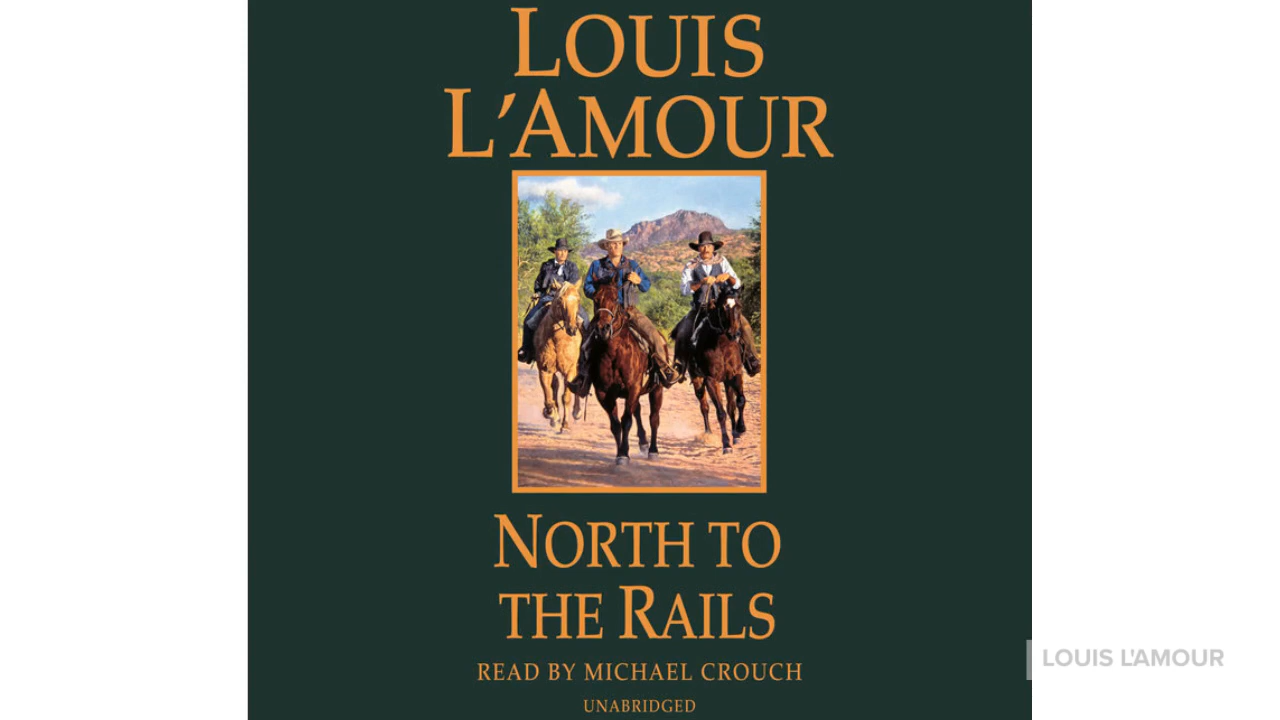 LOUIS
L'AMOUR
NORTH TO
THE RAILS
READ BY MICHAEL CROUCH
UNABRIDGED
LOUIS L'AMOUR